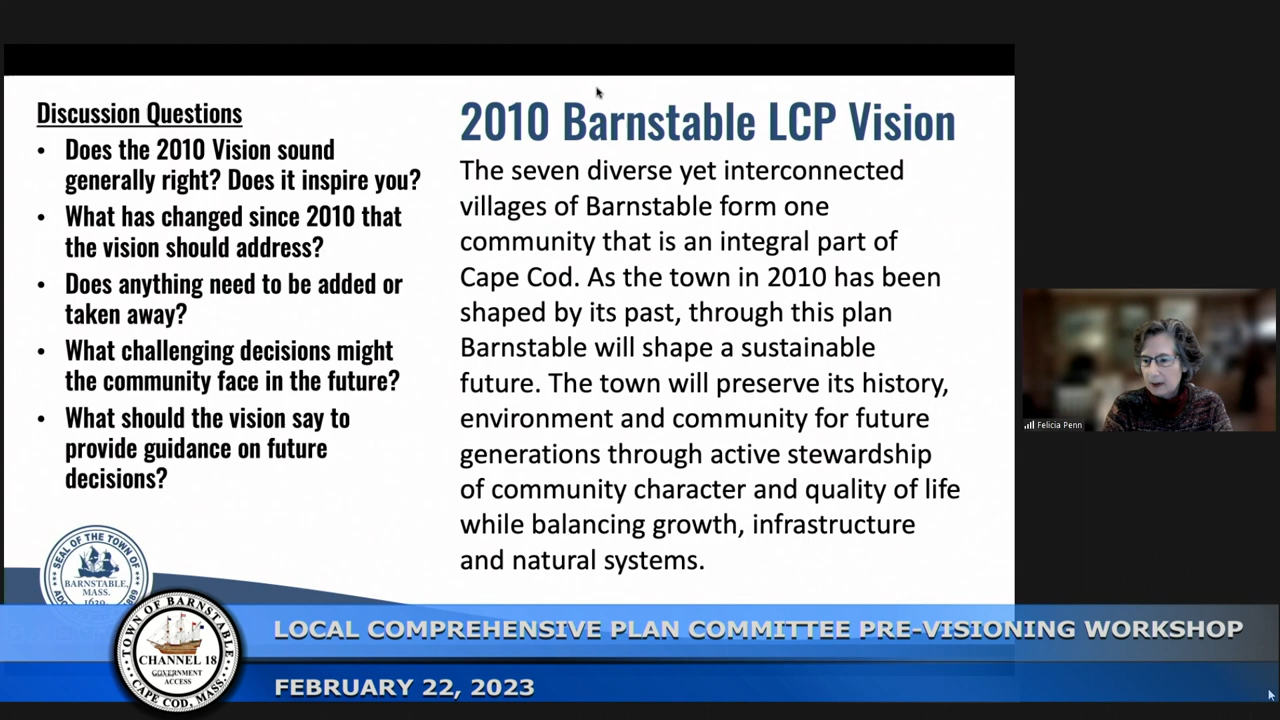 Discussion Questions
• Does the 2010 Vision sound
generally right? Does it inspire you?
• What has changed since 2010 that
the vision should address?
• Does anything need to be added or
taken away?
• What challenging decisions might
the community face in the future?
• What should the vision say to
provide guidance on future
decisions?
2010 Barnstable LCP Vision
The seven diverse yet interconnected
villages of Barnstable form one
community that is an integral part of
Cape Cod. As the town in 2010 has been
shaped by its past, through this plan
Barnstable will shape a sustainable
future. The town will preserve its history,
environment and community for future
generations through active stewardship
of community character and quality of life
while balancing growth, infrastructure
and natural systems.
Felicia Penn
SEAL OF THE TOWN OF
BARNSTABLE,
MASS.
TOWN OF BARNSTABLE
CHANNEL 18
GOVERNMENT
ACCESS
CAPE COD, MASS.
LOCAL COMPREHENSIVE PLAN COMMITTEE PRE-VISIONING WORKSHOP
FEBRUARY 22, 2023